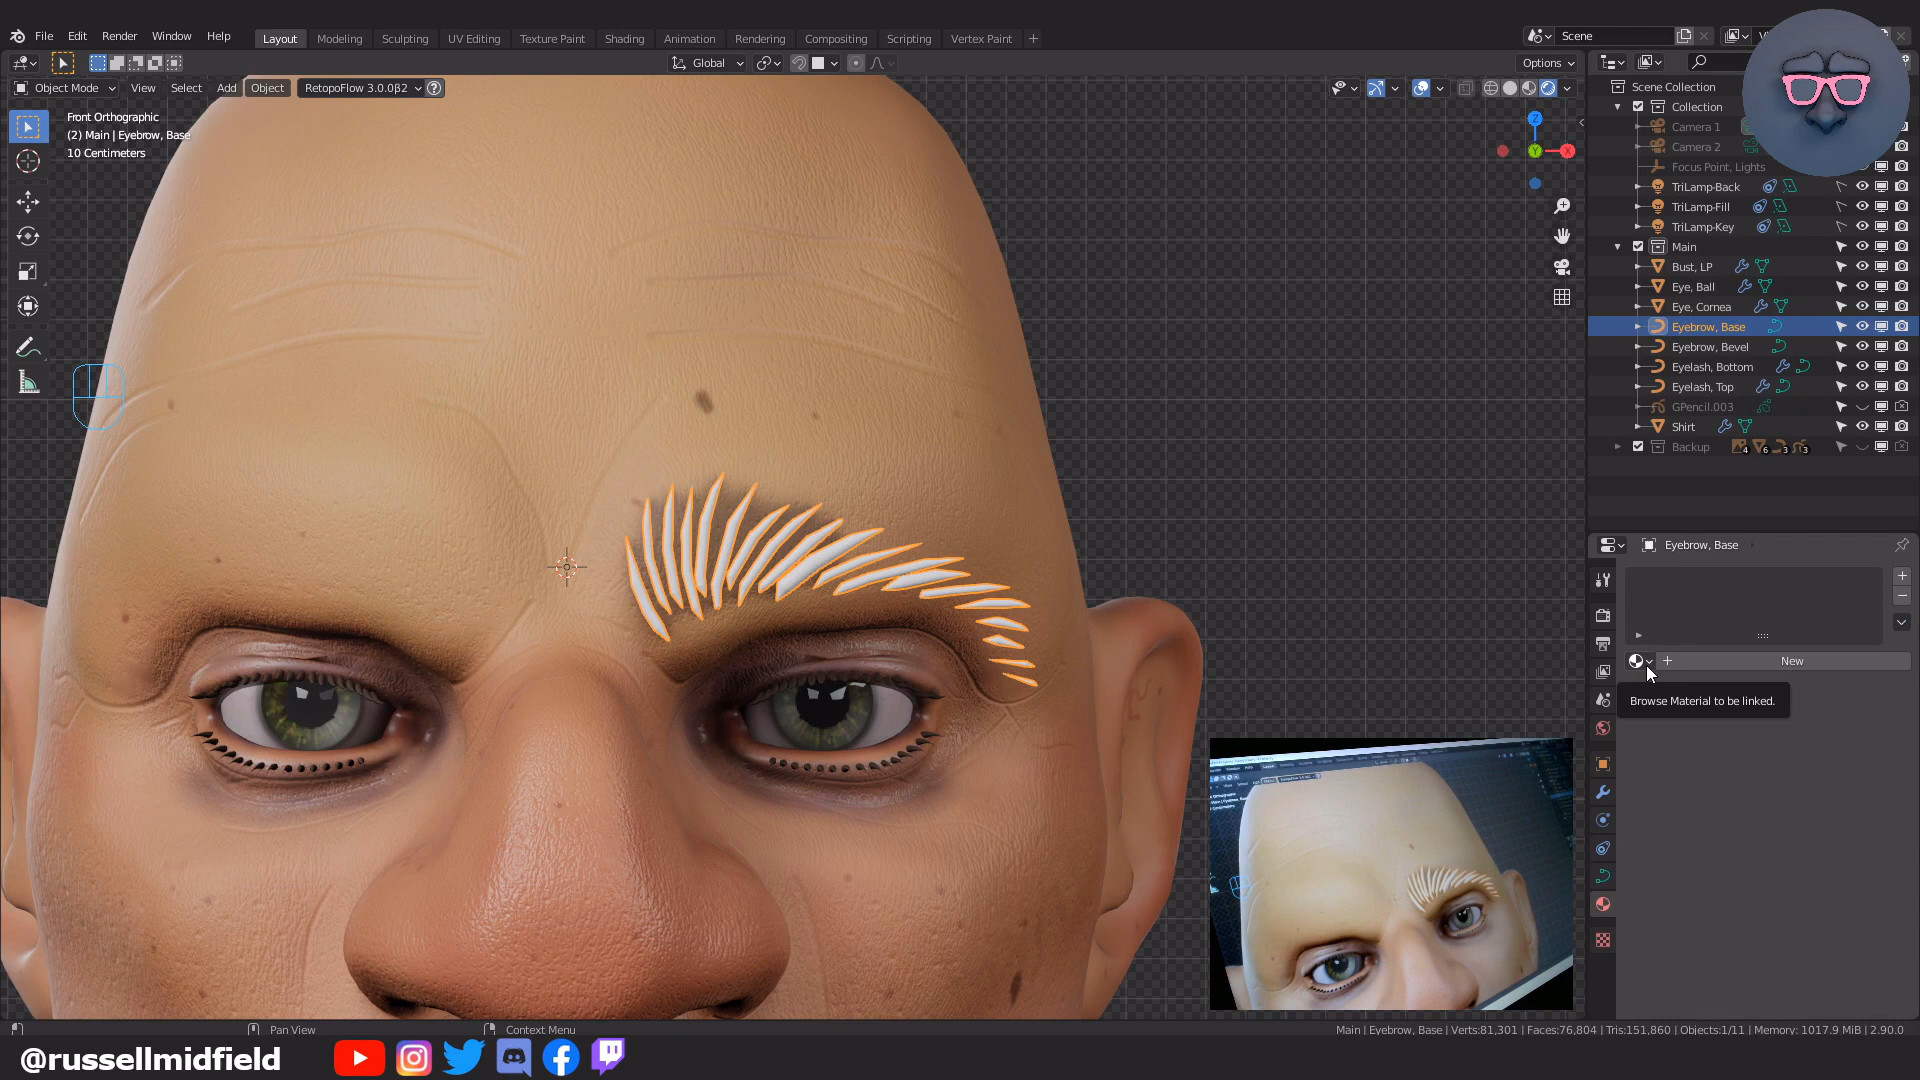 File Edit Render Window Help Layout Modeling Sculpting UV Editing Texture Paint Shading Animation Rendering Compositing Scripting Vertex Paint + Scene
Global Options
Object Mode View Select Add Object RetopoFlow 3.0.0β2 ?
Front Orthographic
(2) Main | Eyebrow, Base
10 Centimeters
Z
Y
X
Scene Collection
Collection
Camera 1
Camera 2
Focus Point, Lights
TriLamp-Back
TriLamp-Fill
TriLamp-Key
Main
Bust, LP
Eye, Ball
Eye, Cornea
Eyebrow, Base
Eyebrow, Bevel
Eyelash, Bottom
Eyelash, Top
GPencil.003
Shirt
Backup 4 6 3 3
Eyebrow, Base
New
Browse Material to be linked.
Pan View Context Menu Main | Eyebrow, Base | Verts:81,301 | Faces:76,804 | Tris:151,860 | Objects:1/11 | Memory: 1017.9 MiB | 2.90.0
@russellmidfield